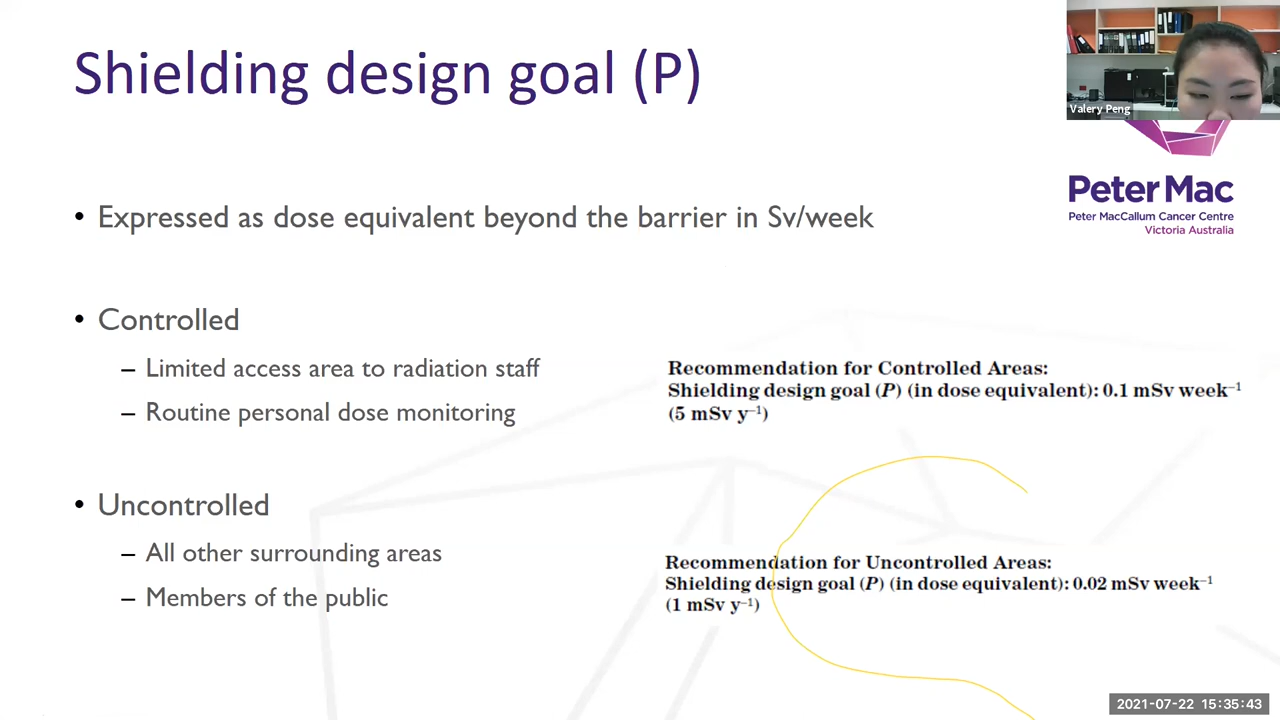 Shielding design goal (P)
Valery Peng
Peter Mac
Peter MacCallum Cancer Centre
Victoria Australia
• Expressed as dose equivalent beyond the barrier in Sv/week
• Controlled
– Limited access area to radiation staff
– Routine personal dose monitoring
Recommendation for Controlled Areas:
Shielding design goal (P) (in dose equivalent): 0.1 mSv week⁻¹
(5 mSv y⁻¹)
• Uncontrolled
– All other surrounding areas
– Members of the public
Recommendation for Uncontrolled Areas:
Shielding design goal (P) (in dose equivalent): 0.02 mSv week⁻¹
(1 mSv y⁻¹)
2021-07-22 15:35:43